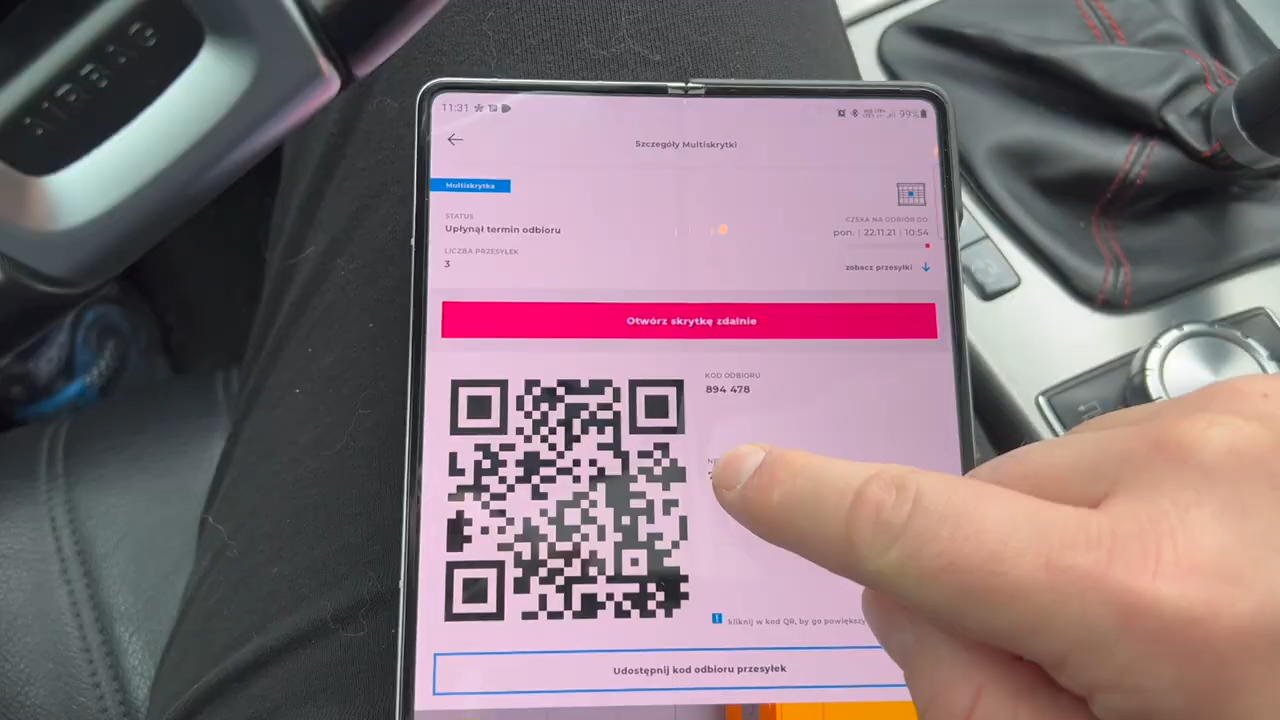 AIRBAG
11:31
99%
Szczegóły Multiskrytki
Multiskrytka
STATUS
Upłynął termin odbioru
CZEKA NA ODBIÓR DO
pon. | 22.11.21 | 10:54
LICZBA PRZESYŁEK
3
zobacz przesyłki
Otwórz skrytkę zdalnie
KOD ODBIORU
894 478
kliknij w kod QR, by go powiększy
Udostępnij kod odbioru przesyłek